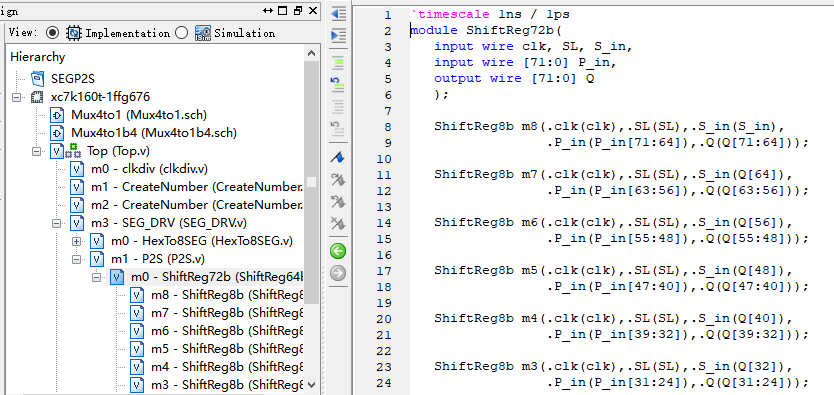 ign
View: Implementation Simulation
Hierarchy
SEGP2S
xc7k160t-1ffg676
Mux4to1 (Mux4to1.sch)
Mux4to1b4 (Mux4to1b4.sch)
Top (Top.v)
m0 - clkdiv (clkdiv.v)
m1 - CreateNumber (CreateNumber.
m2 - CreateNumber (CreateNumber.
m3 - SEG_DRV (SEG_DRV.v)
m0 - HexTo8SEG (HexTo8SEG.v)
m1 - P2S (P2S.v)
m0 - ShiftReg72b (ShiftReg64b
m8 - ShiftReg8b (ShiftReg8
m7 - ShiftReg8b (ShiftReg8
m6 - ShiftReg8b (ShiftReg8
m5 - ShiftReg8b (ShiftReg8
m4 - ShiftReg8b (ShiftReg8
m3 - ShiftReg8b (ShiftReg8
1 `timescale 1ns / 1ps
2 module ShiftReg72b(
3 input wire clk, SL, S_in,
4 input wire [71:0] P_in,
5 output wire [71:0] Q
6 );
7
8 ShiftReg8b m8(.clk(clk),.SL(SL),.S_in(S_in),
9 .P_in(P_in[71:64]),.Q(Q[71:64]));
10
11 ShiftReg8b m7(.clk(clk),.SL(SL),.S_in(Q[64]),
12 .P_in(P_in[63:56]),.Q(Q[63:56]));
13
14 ShiftReg8b m6(.clk(clk),.SL(SL),.S_in(Q[56]),
15 .P_in(P_in[55:48]),.Q(Q[55:48]));
16
17 ShiftReg8b m5(.clk(clk),.SL(SL),.S_in(Q[48]),
18 .P_in(P_in[47:40]),.Q(Q[47:40]));
19
20 ShiftReg8b m4(.clk(clk),.SL(SL),.S_in(Q[40]),
21 .P_in(P_in[39:32]),.Q(Q[39:32]));
22
23 ShiftReg8b m3(.clk(clk),.SL(SL),.S_in(Q[32]),
24 .P_in(P_in[31:24]),.Q(Q[31:24]));